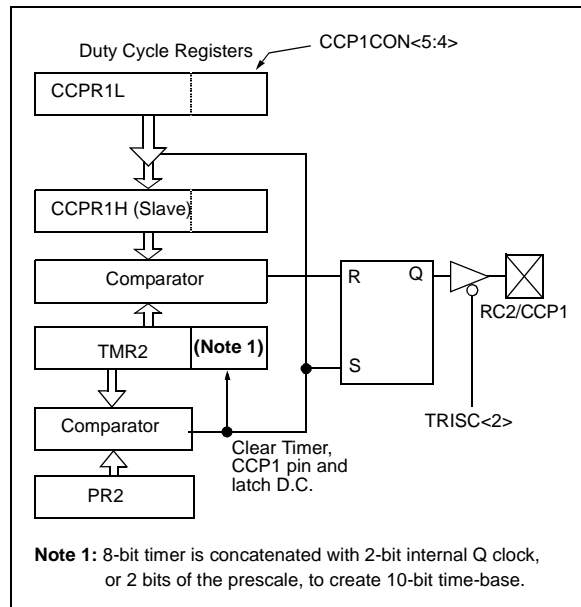 Duty Cycle Registers
CCP1CON<5:4>
CCPR1L
CCPR1H (Slave)
Comparator
R
Q
RC2/CCP1
TMR2
(Note 1)
S
TRISC<2>
Comparator
Clear Timer,
CCP1 pin and
latch D.C.
PR2
Note 1: 8-bit timer is concatenated with 2-bit internal Q clock,
or 2 bits of the prescale, to create 10-bit time-base.